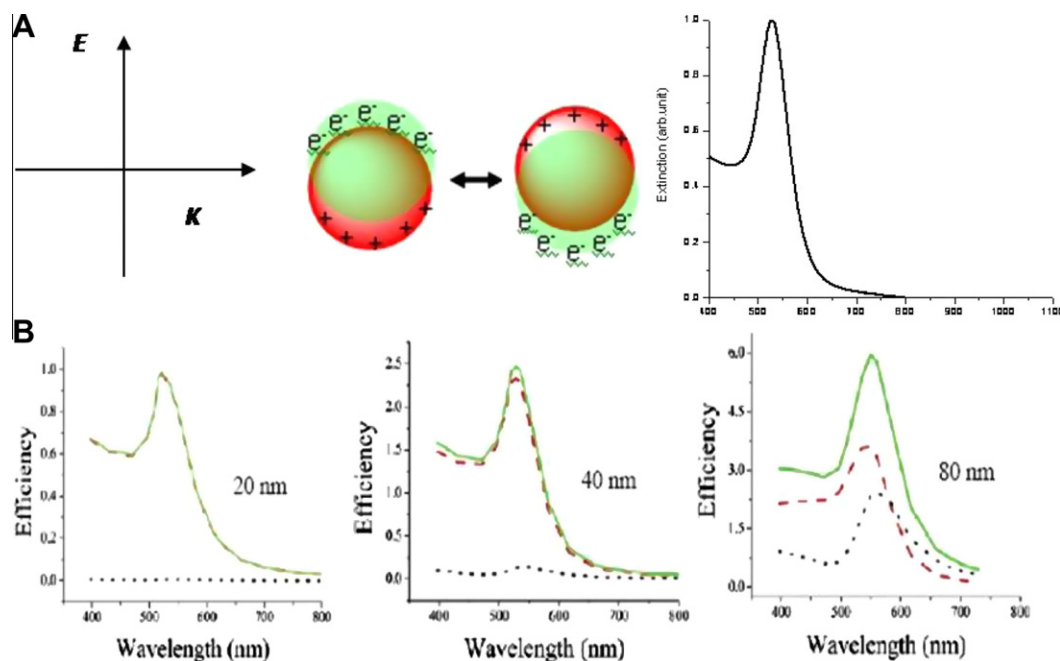 A
E
K
e- e- e- e- e-
+ + + + +
+ + + + +
e- e- e- e- e-
Extinction (arb.unit)
1.0
0.8
0.6
0.4
0.2
0.0
400 500 600 700 800 900 1000 1100
B
Efficiency
1.0
0.8
0.6
0.4
0.2
0.0
20 nm
400 500 600 700 800
Wavelength (nm)
Efficiency
2.5
2.0
1.5
1.0
0.5
0.0
40 nm
400 500 600 700 800
Wavelength (nm)
Efficiency
6.0
4.5
3.0
1.5
0.0
80 nm
400 500 600 700 800
Wavelength (nm)